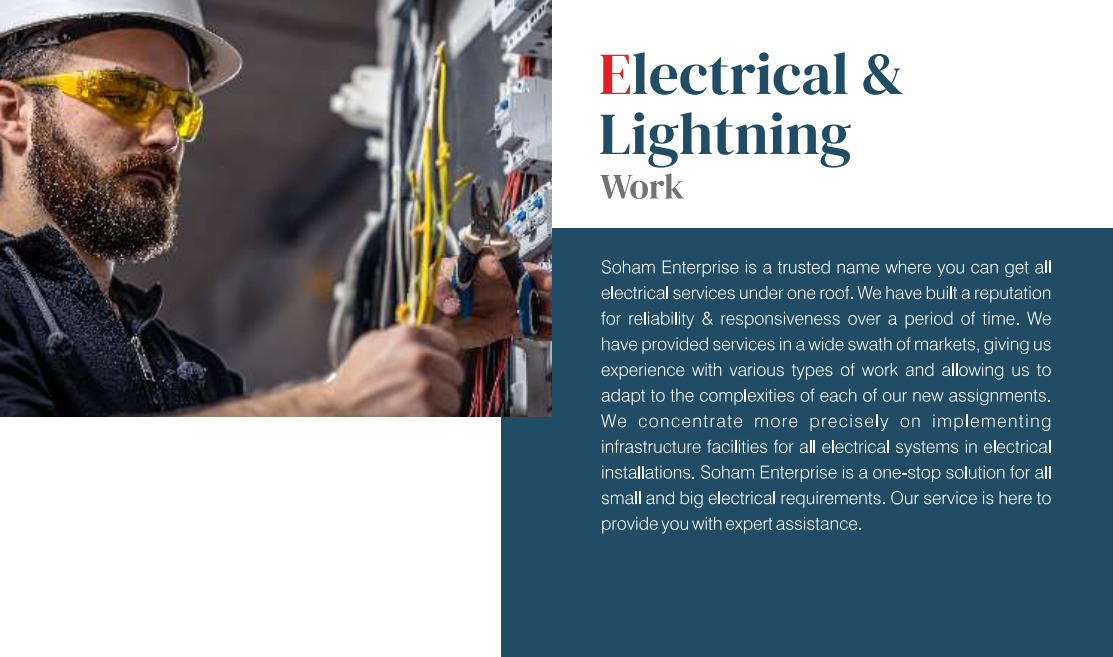 Electrical &
Lightning
Work
Soham Enterprise is a trusted name where you can get all
electrical services under one roof. We have built a reputation
for reliability & responsiveness over a period of time. We
have provided services in a wide swath of markets, giving us
experience with various types of work and allowing us to
adapt to the complexities of each of our new assignments.
We concentrate more precisely on implementing
infrastructure facilities for all electrical systems in electrical
installations. Soham Enterprise is a one-stop solution for all
small and big electrical requirements. Our service is here to
provide you with expert assistance.